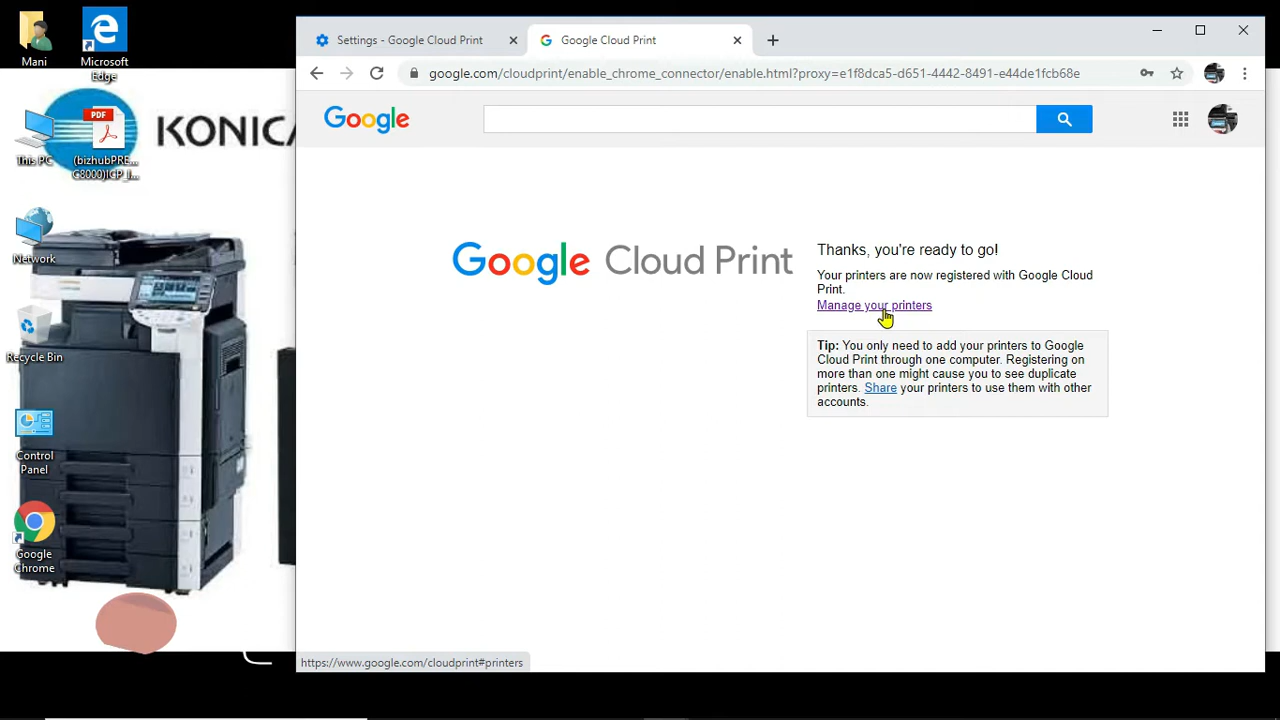 Mani
Microsoft
Edge
This PC
PDF
(bizhubPRE...
C8000)ICP_I...
KONICA
Network
Recycle Bin
Control
Panel
Google
Chrome
Settings - Google Cloud Print
Google Cloud Print
google.com/cloudprint/enable_chrome_connector/enable.html?proxy=e1f8dca5-d651-4442-8491-e44de1fcb68e
Google
Google Cloud Print
Thanks, you're ready to go!
Your printers are now registered with Google Cloud
Print.
Manage your printers
Tip: You only need to add your printers to Google
Cloud Print through one computer. Registering on
more than one might cause you to see duplicate
printers. Share your printers to use them with other
accounts.
https://www.google.com/cloudprint#printers